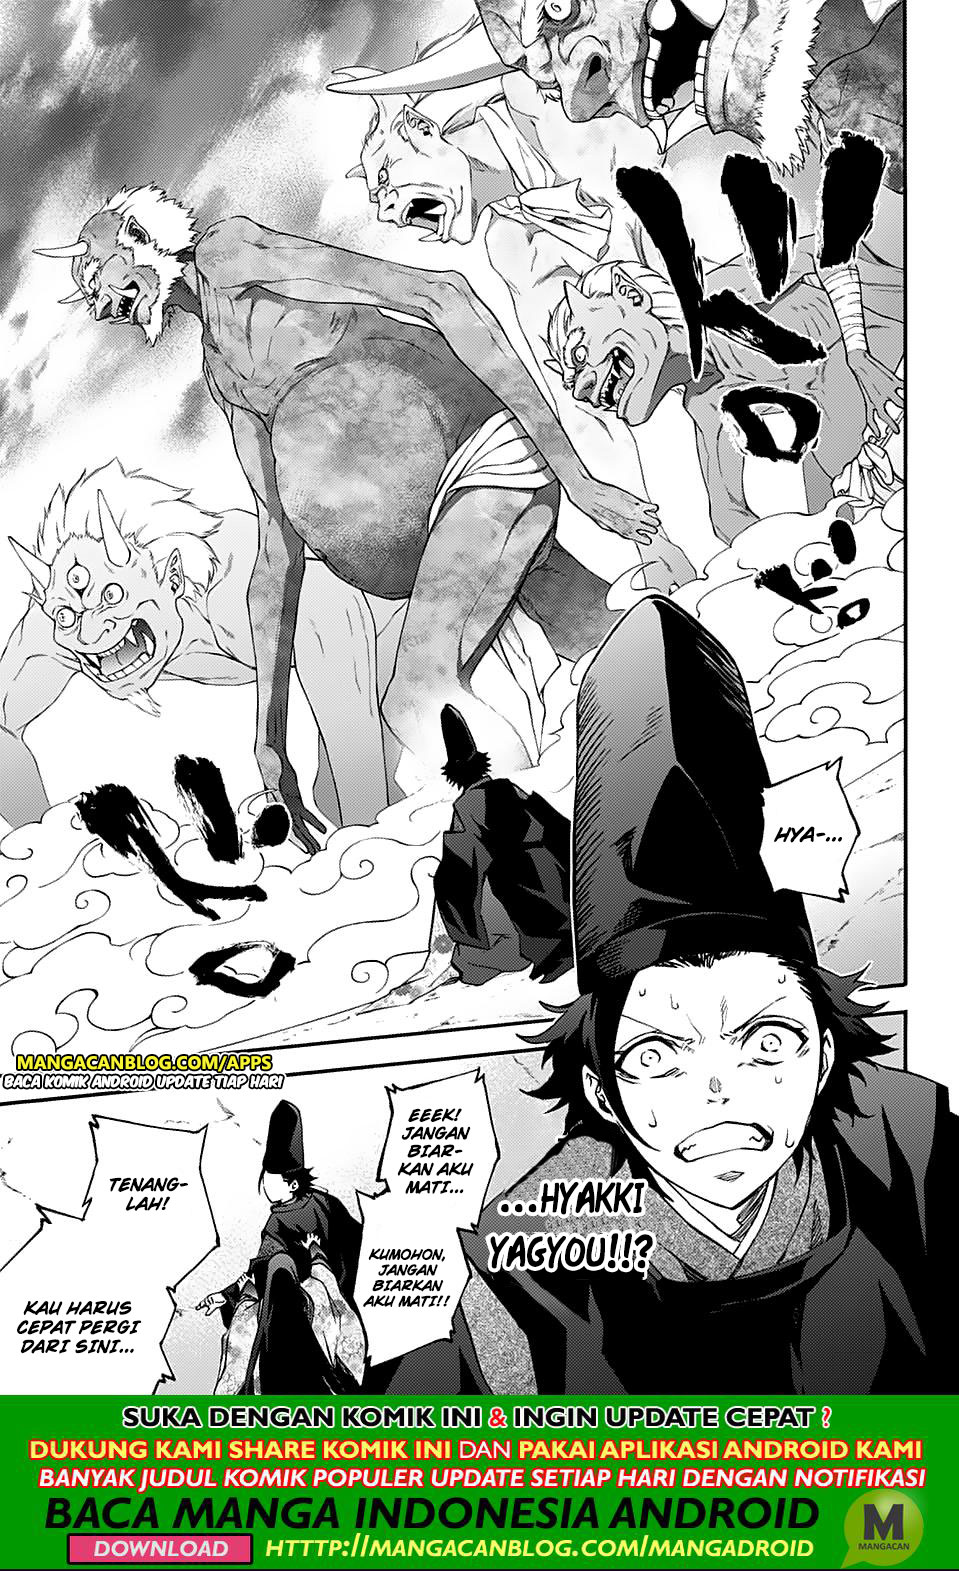 HYA-...
...HYAKKI
YAGYOU!!?
EEEK!
JANGAN
BIAR-
KAN AKU
MATI...
KUMOHON,
JANGAN
BIARKAN
AKU MATI!!
TENANG-
LAH!
KAU HARUS
CEPAT PERGI
DARI SINI...
MANGACANBLOG.COM/APPS
BACA KOMIK ANDROID UPDATE TIAP HARI
SUKA DENGAN KOMIK INI & INGIN UPDATE CEPAT ?
DUKUNG KAMI SHARE KOMIK INI DAN PAKAI APLIKASI ANDROID KAMI
BANYAK JUDUL KOMIK POPULER UPDATE SETIAP HARI DENGAN NOTIFIKASI
BACA MANGA INDONESIA ANDROID
DOWNLOAD
HTTTP://MANGACANBLOG.COM/MANGADROID
M
MANGACAN